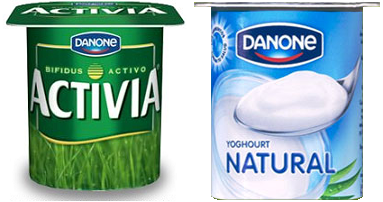 DANONE
BIFIDUS ACTIVO
ACTIVIA
DANONE
YOGHOURT
NATURAL